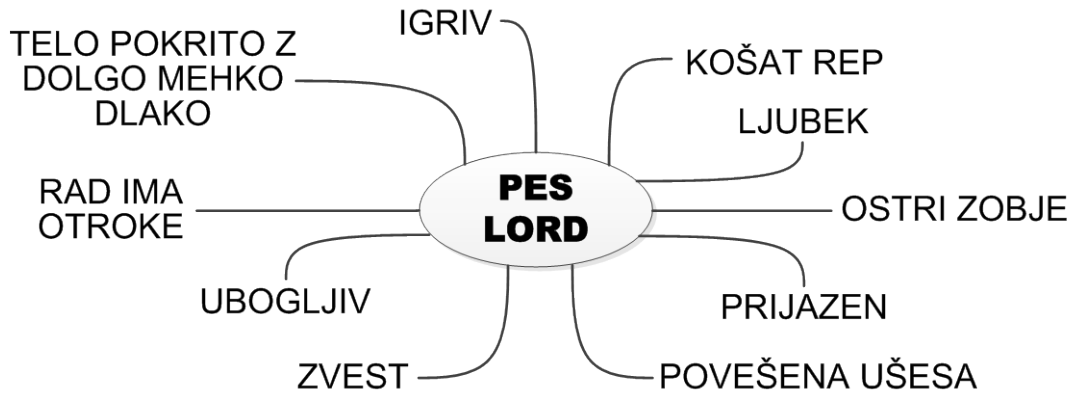 IGRIV
TELO POKRITO Z
DOLGO MEHKO
DLAKO
KOŠAT REP
LJUBEK
PES
LORD
RAD IMA
OTROKE
OSTRI ZOBJE
UBOGLJIV
PRIJAZEN
ZVEST
POVEŠENA UŠESA